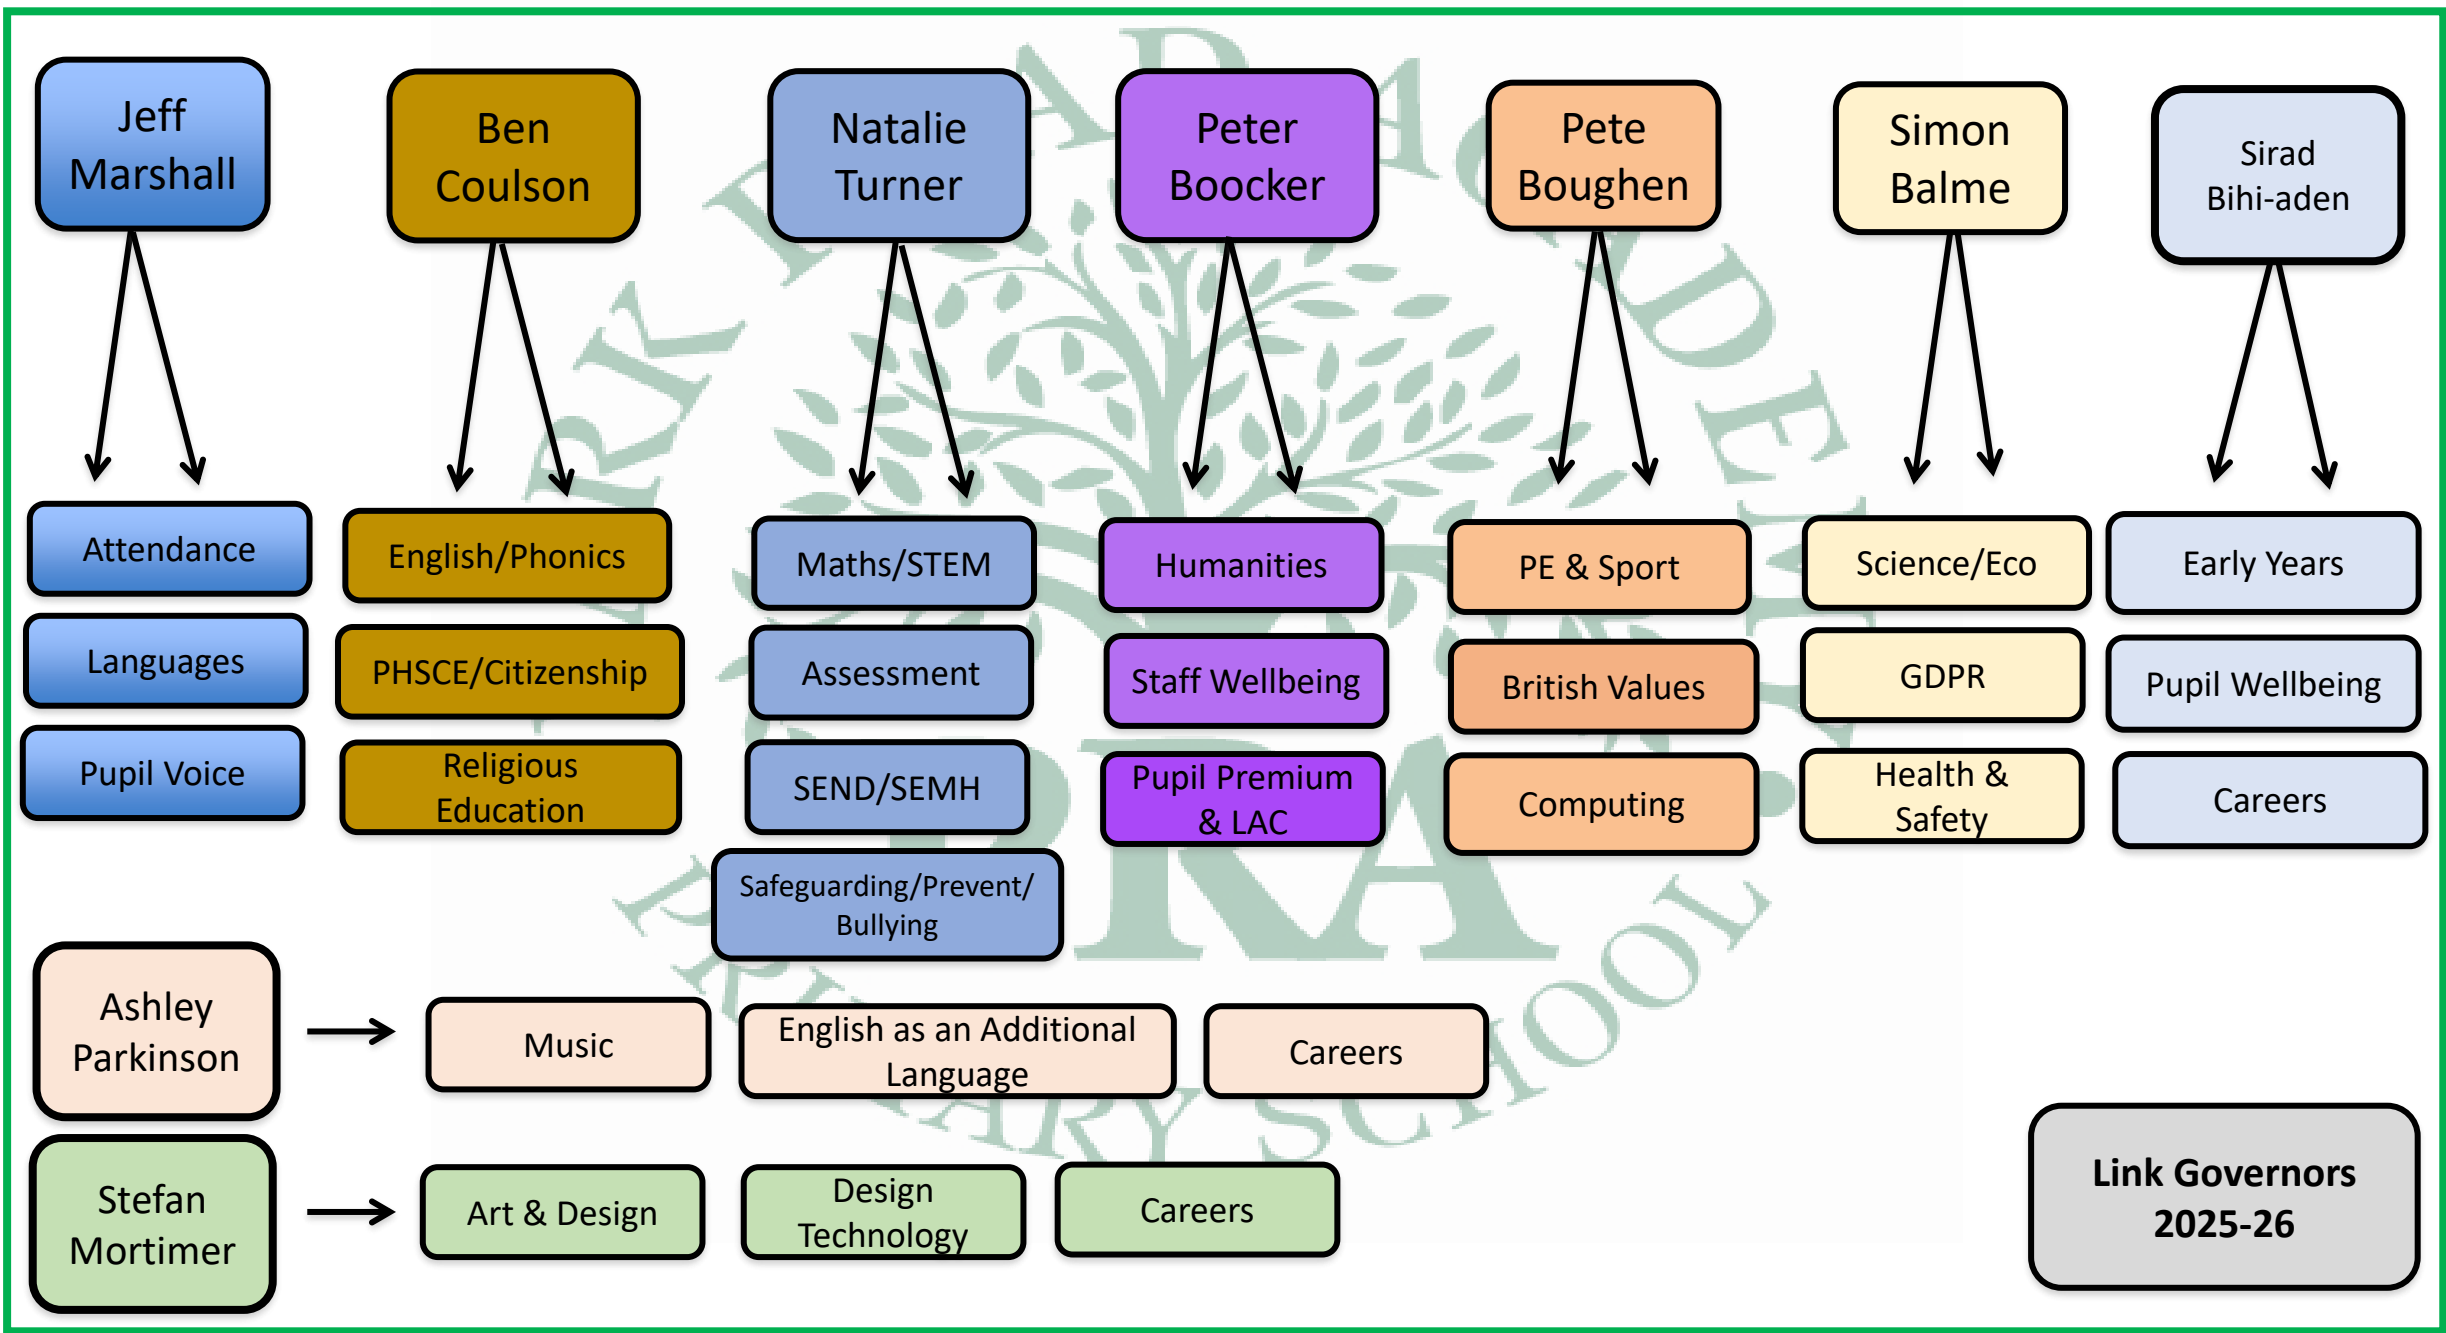 Jeff
Marshall
Ben
Coulson
Natalie
Turner
Peter
Boocker
Pete
Boughen
Simon
Balme
Sirad
Bihi-aden
Attendance
Languages
Pupil Voice
English/Phonics
PHSCE/Citizenship
Religious
Education
Maths/STEM
Assessment
SEND/SEMH
Safeguarding/Prevent/
Bullying
Humanities
Staff Wellbeing
Pupil Premium
& LAC
PE & Sport
British Values
Computing
Science/Eco
GDPR
Health &
Safety
Early Years
Pupil Wellbeing
Careers
Ashley
Parkinson
Music
English as an Additional
Language
Careers
Stefan
Mortimer
Art & Design
Design
Technology
Careers
Link Governors
2025-26
ACADEMY
PRIMARY SCHOOL